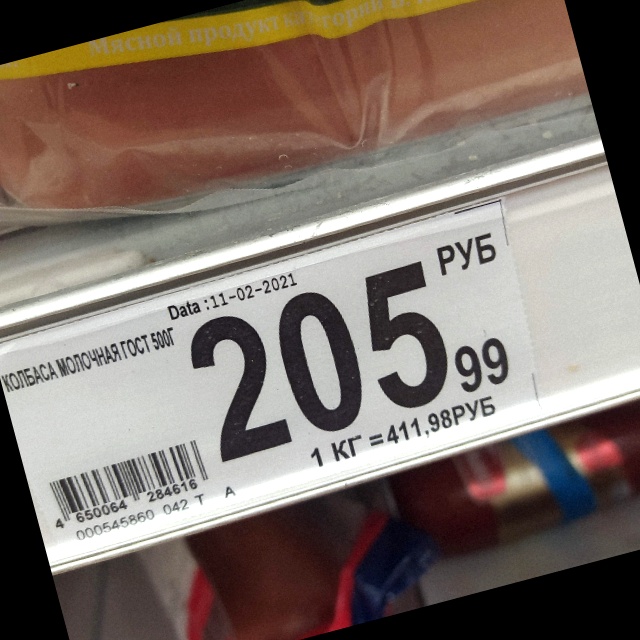 Мясной продукт категории
Data :11-02-2021
КОЛБАСА МОЛОЧНАЯ ГОСТ 500Г
205 99 РУБ
1 КГ =411,98РУБ
4 650064 284616
000545860 042 Т А